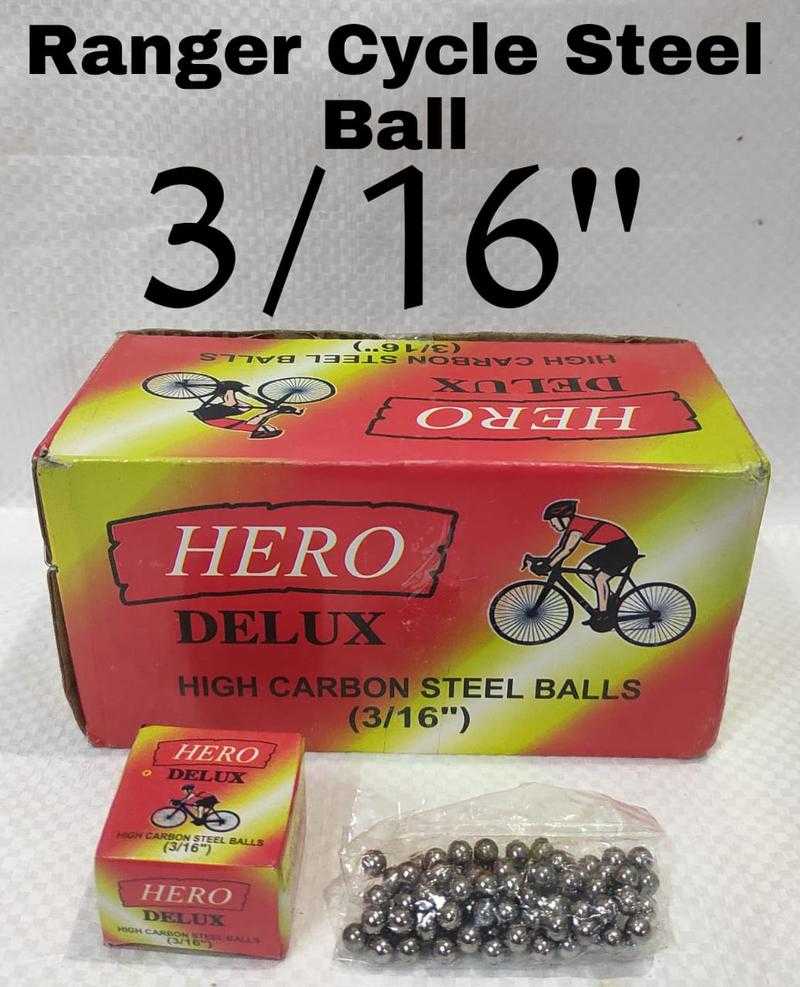 Ranger Cycle Steel
Ball
3/16"
(3/16")
HIGH CARBON STEEL BALLS
DELUX
HERO
HERO
DELUX
HIGH CARBON STEEL BALLS
(3/16")
HERO
DELUX
HIGH CARBON STEEL BALLS
(3/16")
HERO
DELUX
HIGH CARBON STEEL BALLS
(3/16")